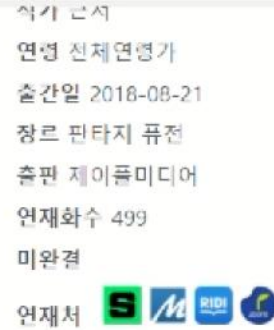 연령 전체연령가
출간일 2018-08-21
장르 판타지 퓨전
출판 제이플미디어
연재화수 499
미완결
연재처 S M RIDI